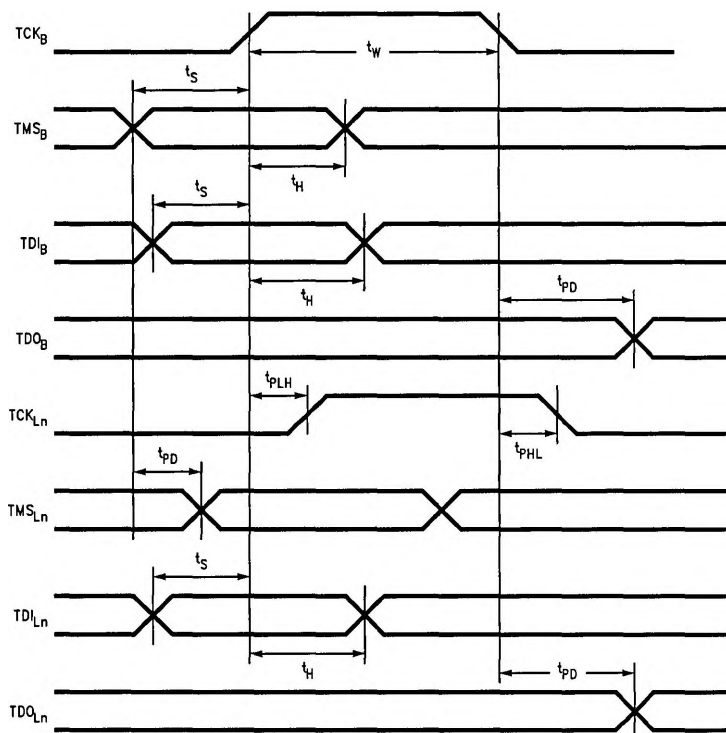 TCK_B
t_W
t_S
TMS_B
t_H
t_S
TDI_B
t_H
t_PD
TDO_B
t_PLH
TCK_Ln
t_PHL
t_PD
TMS_Ln
t_S
TDI_Ln
t_H
t_PD
TDO_Ln